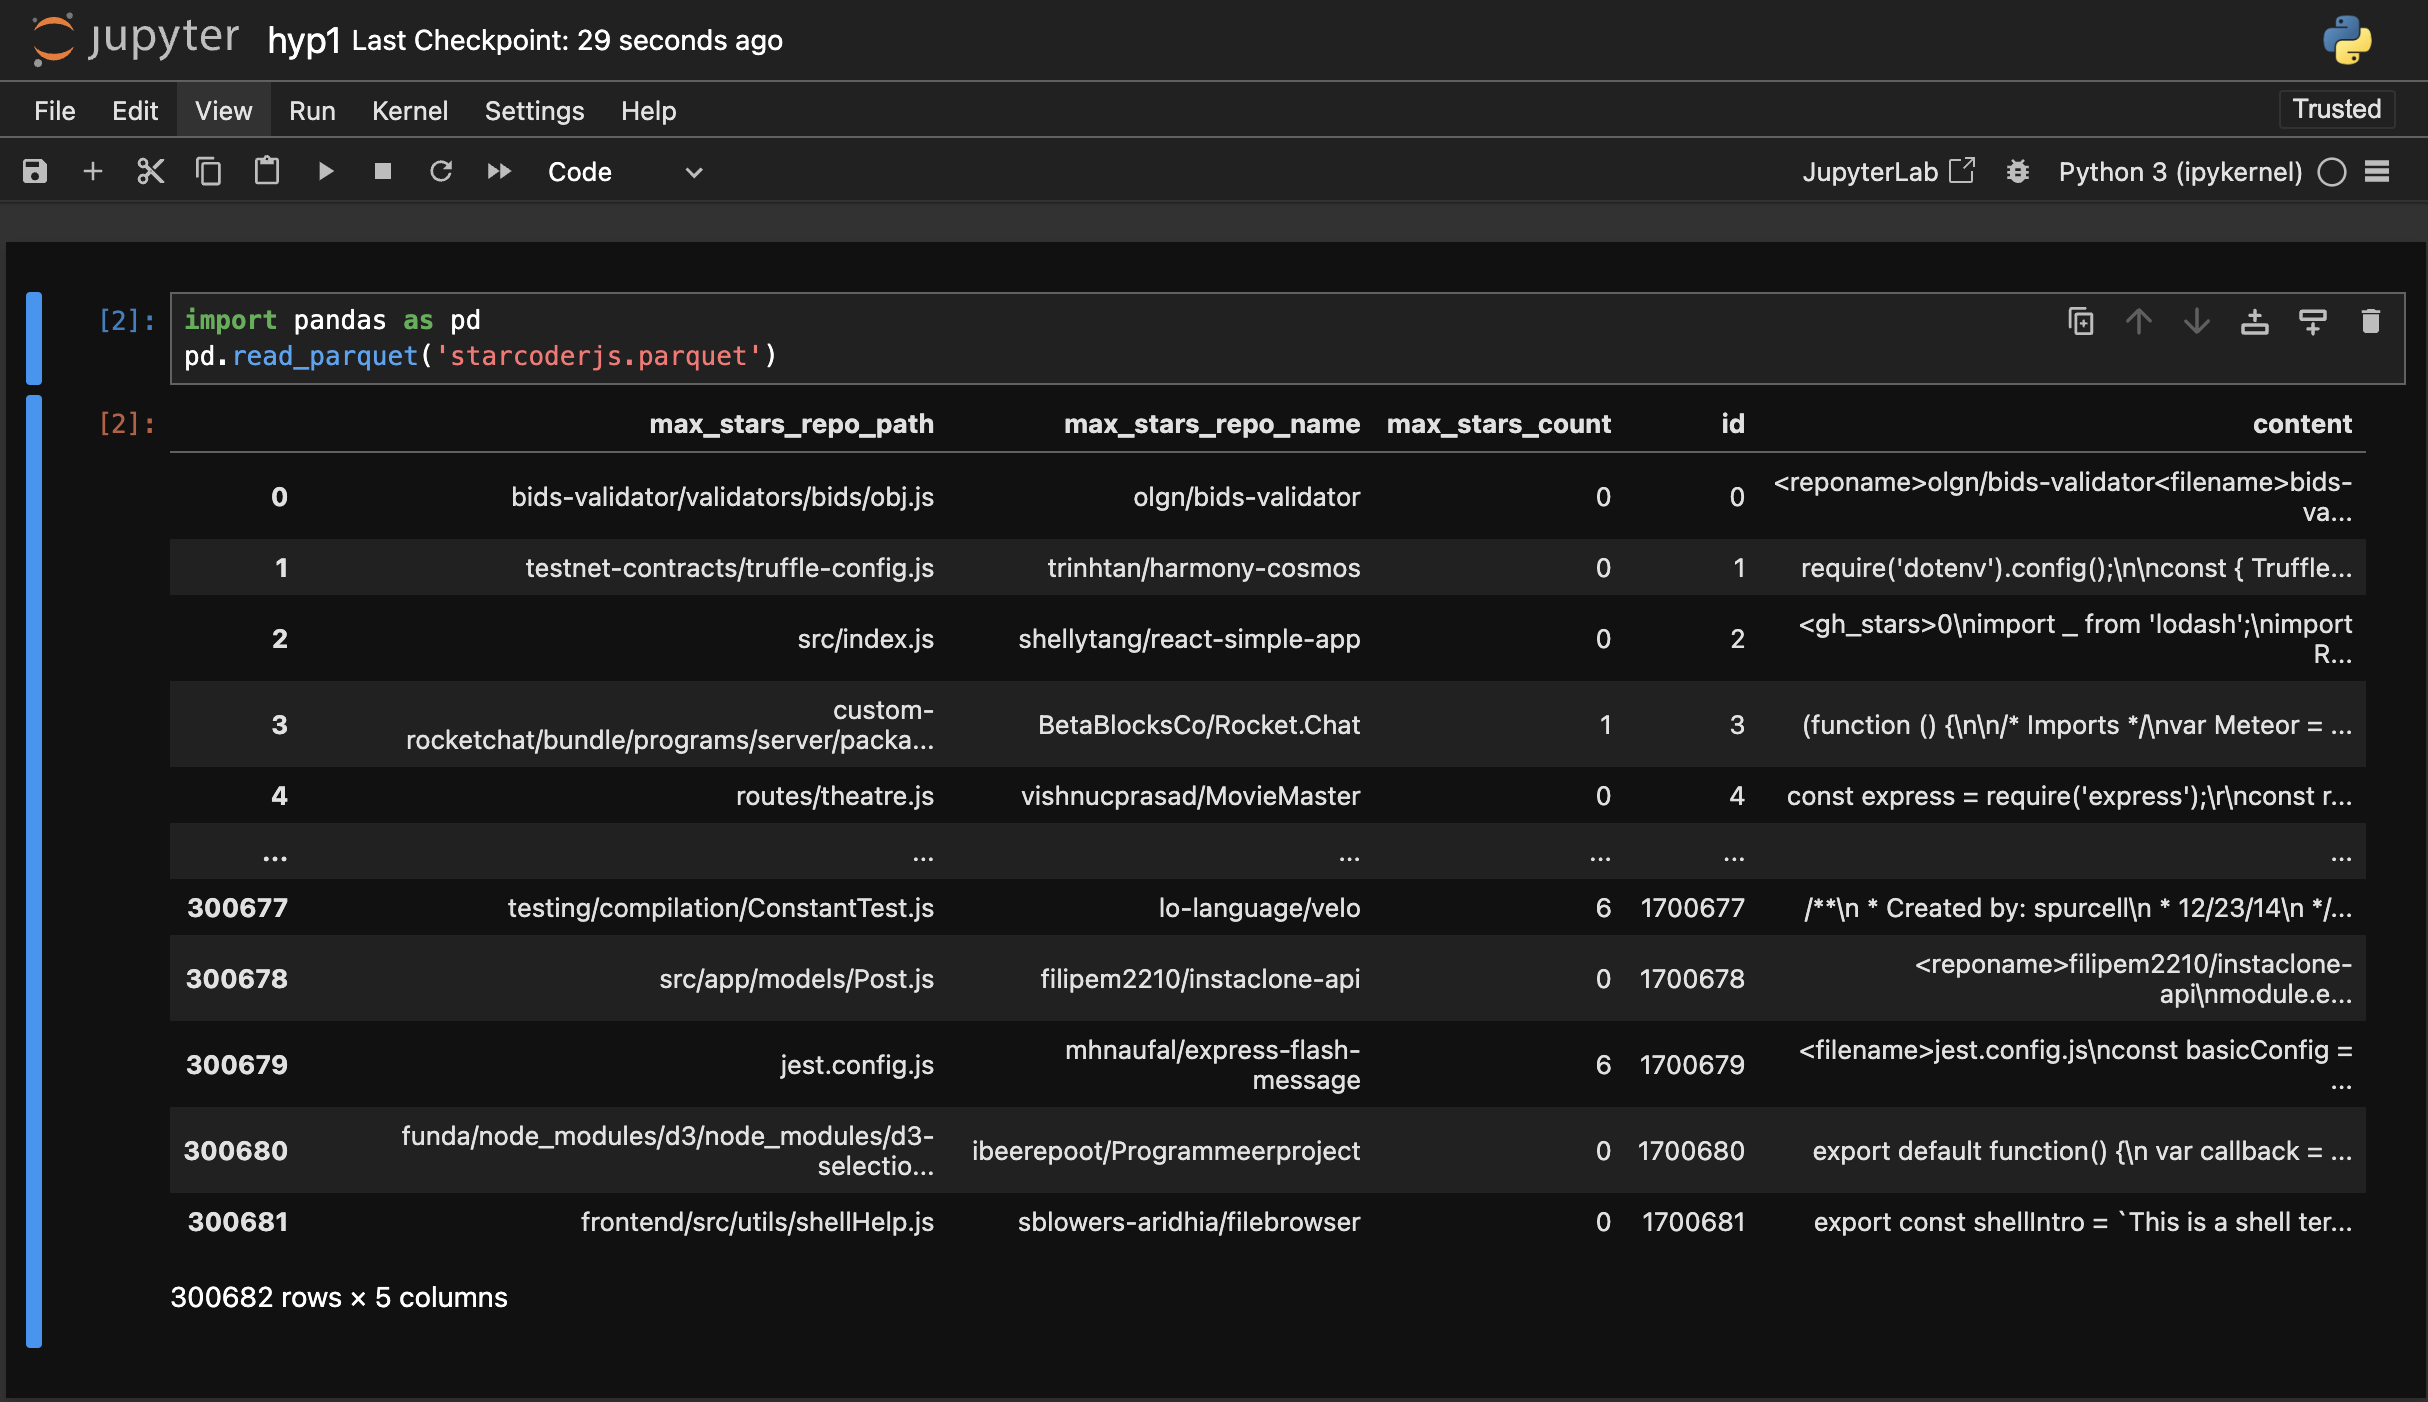 jupyter hyp1 Last Checkpoint: 29 seconds ago
File Edit View Run Kernel Settings Help Trusted
Code JupyterLab Python 3 (ipykernel)
[2]: import pandas as pd
pd.read_parquet('starcoderjs.parquet')
[2]: max_stars_repo_path max_stars_repo_name max_stars_count id content
0 bids-validator/validators/bids/obj.js olgn/bids-validator 0 0 <reponame>olgn/bids-validator<filename>bids-
va...
1 testnet-contracts/truffle-config.js trinhtan/harmony-cosmos 0 1 require('dotenv').config();\n\nconst { Truffle...
2 src/index.js shellytang/react-simple-app 0 2 <gh_stars>0\nimport _ from 'lodash';\nimport
R...
3 custom-
rocketchat/bundle/programs/server/packa... BetaBlocksCo/Rocket.Chat 1 3 (function () {\n\n/* Imports */\nvar Meteor = ...
4 routes/theatre.js vishnucprasad/MovieMaster 0 4 const express = require('express');\r\nconst r...
... ... ... ... ... ...
300677 testing/compilation/ConstantTest.js lo-language/velo 6 1700677 /**\n * Created by: spurcell\n * 12/23/14\n */...
300678 src/app/models/Post.js filipem2210/instaclone-api 0 1700678 <reponame>filipem2210/instaclone-
api\nmodule.e...
300679 jest.config.js mhnaufal/express-flash-
message 6 1700679 <filename>jest.config.js\nconst basicConfig =
...
300680 funda/node_modules/d3/node_modules/d3-
selectio... ibeerepoot/Programmeerproject 0 1700680 export default function() {\n var callback = ...
300681 frontend/src/utils/shellHelp.js sblowers-aridhia/filebrowser 0 1700681 export const shellIntro = `This is a shell ter...
300682 rows × 5 columns